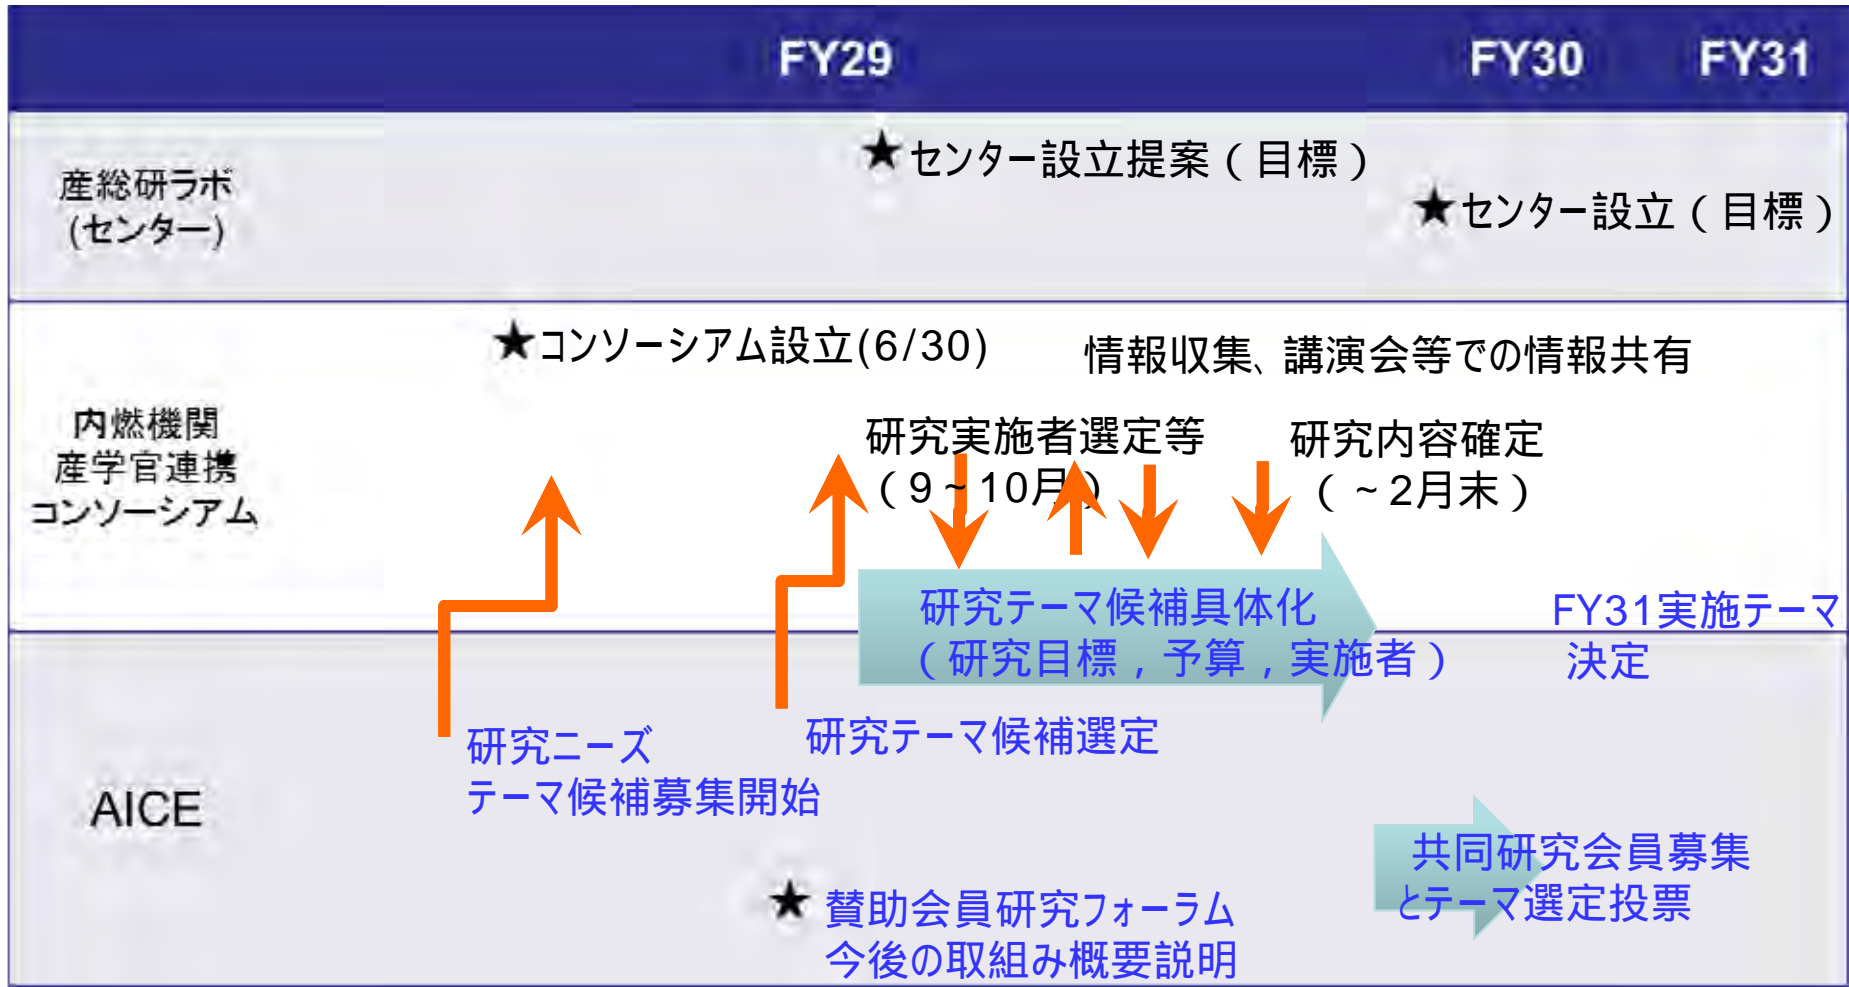 FY29
FY30
FY31
産総研ラボ
(センター)
★センター設立提案（目標）
★センター設立（目標）
内燃機関
産学官連携
コンソーシアム
★コンソーシアム設立(6/30)
情報収集、講演会等での情報共有
研究実施者選定等
（9~10月）
研究内容確定
（~2月末）
研究テーマ候補具体化
（研究目標，予算，実施者）
FY31実施テーマ
決定
AICE
研究ニーズ
テーマ候補募集開始
研究テーマ候補選定
★賛助会員研究フォーラム
今後の取組み概要説明
共同研究会員募集
とテーマ選定投票